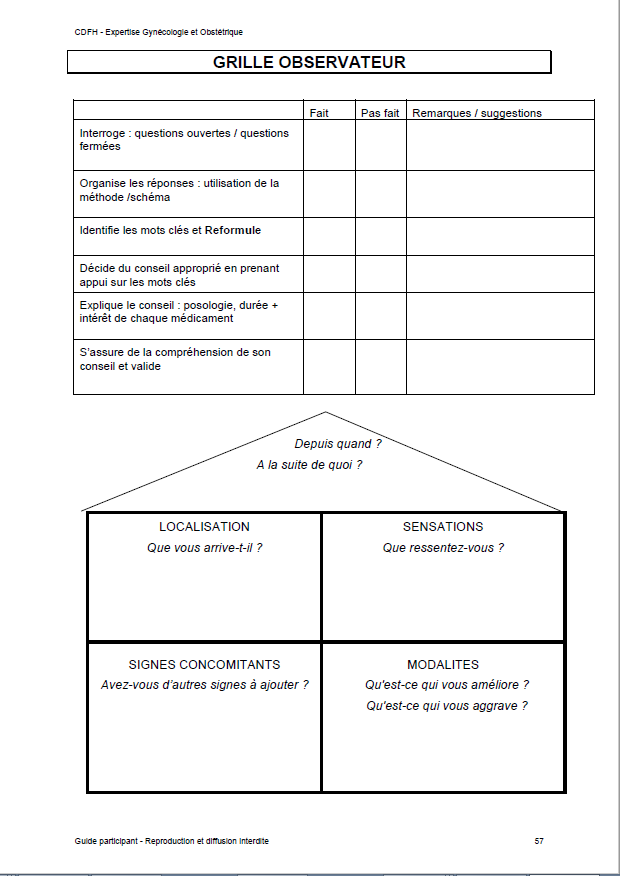 CDFH - Expertise Gynécologie et Obstétrique
GRILLE OBSERVATEUR
Fait
Pas fait
Remarques / suggestions
Interroge : questions ouvertes / questions
fermées
Organise les réponses : utilisation de la
méthode /schéma
Identifie les mots clés et Reformule
Décide du conseil approprié en prenant
appui sur les mots clés
Explique le conseil : posologie, durée +
intérêt de chaque médicament
S'assure de la compréhension de son
conseil et valide
Depuis quand ?
A la suite de quoi ?
LOCALISATION
Que vous arrive-t-il ?
SENSATIONS
Que ressentez-vous ?
SIGNES CONCOMITANTS
Avez-vous d'autres signes à ajouter ?
MODALITES
Qu'est-ce qui vous améliore ?
Qu'est-ce qui vous aggrave ?
Guide participant - Reproduction et diffusion interdite
57